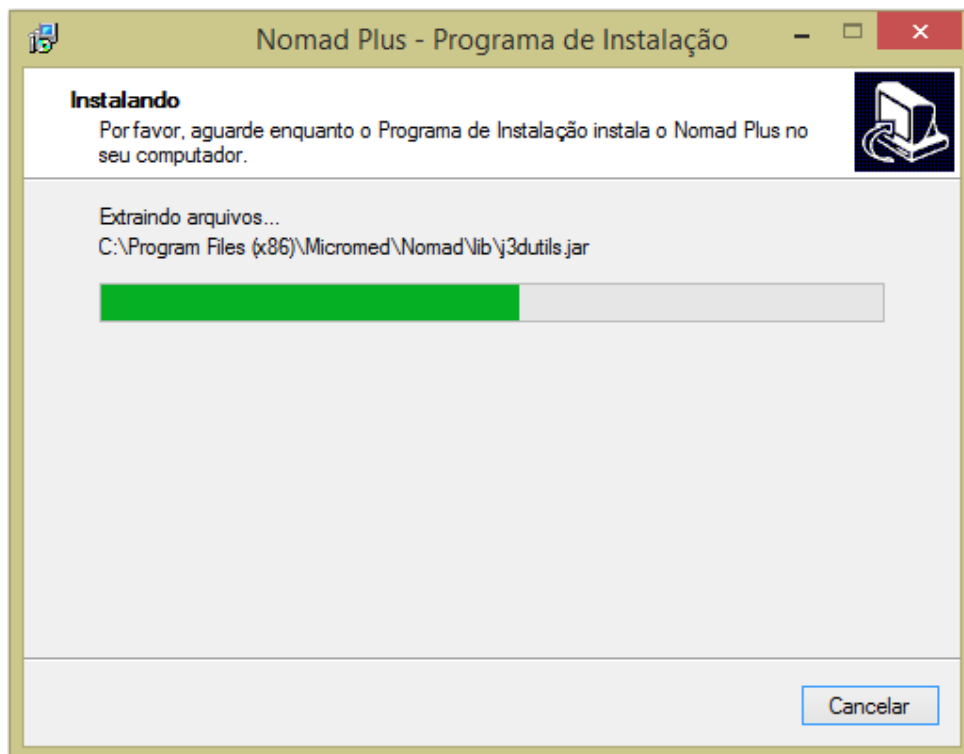 Nomad Plus - Programa de Instalação
Instalando
Por favor, aguarde enquanto o Programa de Instalação instala o Nomad Plus no
seu computador.
Extraindo arquivos...
C:\Program Files (x86)\Micromed\Nomad\lib\j3dutils.jar
Cancelar